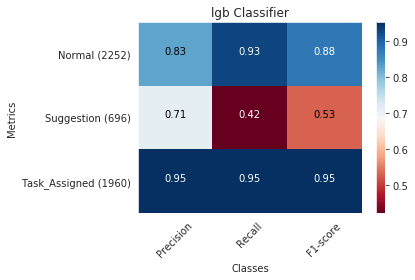 lgb Classifier
Normal (2252) 0.83 0.93 0.88
Suggestion (696) 0.71 0.42 0.53
Task_Assigned (1960) 0.95 0.95 0.95
Precision Recall F1-score
Classes
Metrics
0.9
0.8
0.7
0.6
0.5